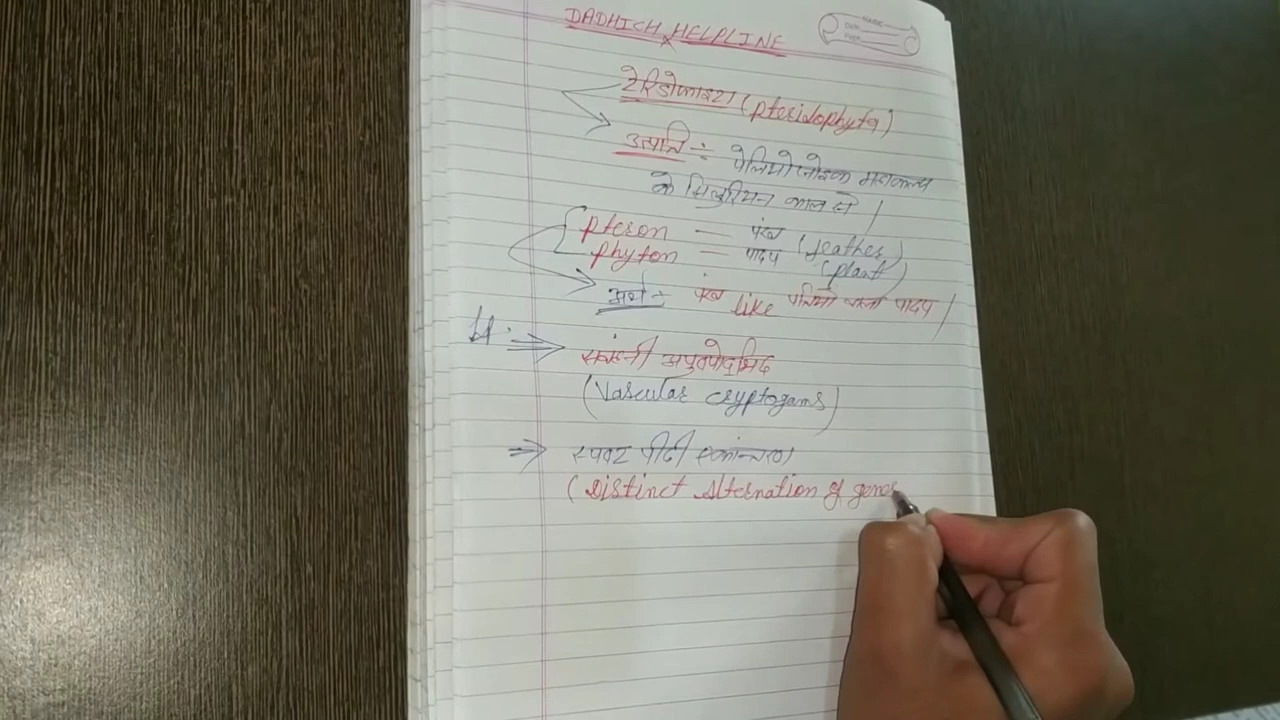 DADHICH HELPLINE
टेरिडोफाइटा (Pteridophyta)
उत्पत्ति :- पेलियोजोइक महाकल्प
के सिलुरियन काल से |
Pteron — पंख (feather)
Phyton — पादप (plant)
अर्थ :- पंख like पत्तियों वाला पादप |
संवहनी अपुष्पोद्भिद
(Vascular cryptogams)
⇒ स्पष्ट पीढी एकान्तरण
(Distinct Alternation of gener